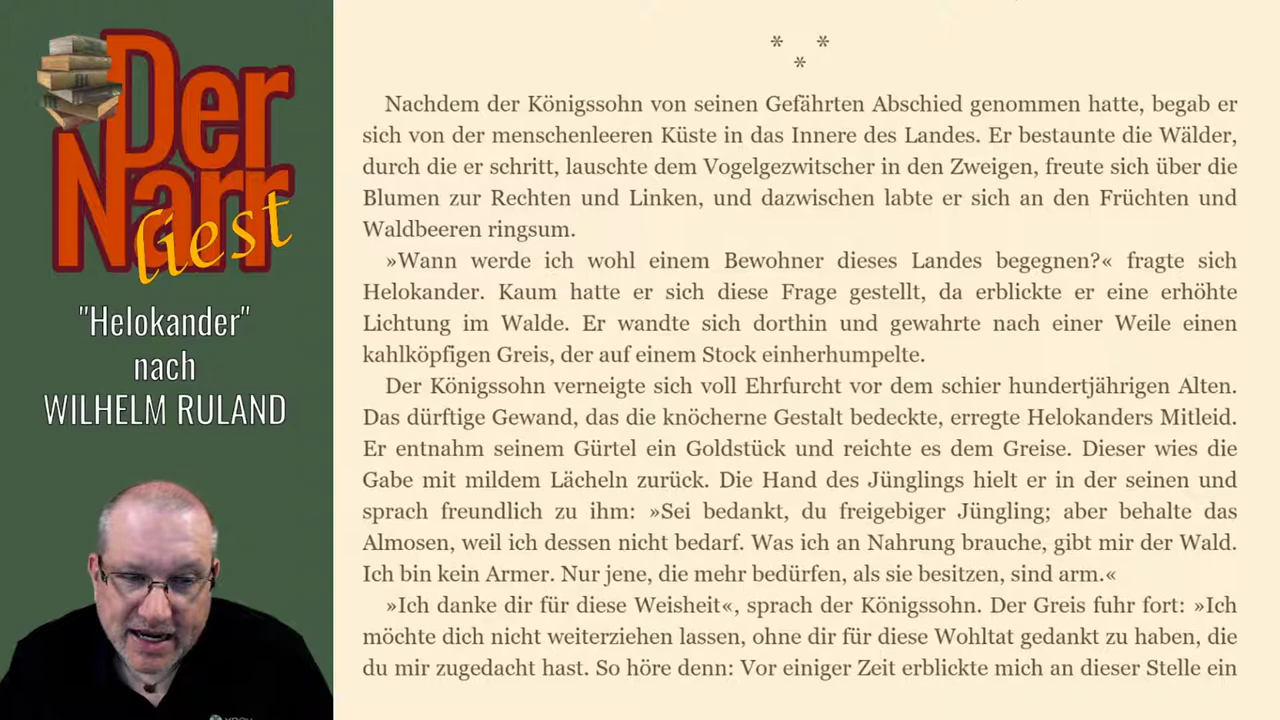 Der
Narr
liest
"Helokander"
nach
WILHELM RULAND
* *
*
Nachdem der Königssohn von seinen Gefährten Abschied genommen hatte, begab er
sich von der menschenleeren Küste in das Innere des Landes. Er bestaunte die Wälder,
durch die er schritt, lauschte dem Vogelgezwitscher in den Zweigen, freute sich über die
Blumen zur Rechten und Linken, und dazwischen labte er sich an den Früchten und
Waldbeeren ringsum.
»Wann werde ich wohl einem Bewohner dieses Landes begegnen?« fragte sich
Helokander. Kaum hatte er sich diese Frage gestellt, da erblickte er eine erhöhte
Lichtung im Walde. Er wandte sich dorthin und gewahrte nach einer Weile einen
kahlköpfigen Greis, der auf einem Stock einherhumpelte.
Der Königssohn verneigte sich voll Ehrfurcht vor dem schier hundertjährigen Alten.
Das dürftige Gewand, das die knöcherne Gestalt bedeckte, erregte Helokanders Mitleid.
Er entnahm seinem Gürtel ein Goldstück und reichte es dem Greise. Dieser wies die
Gabe mit mildem Lächeln zurück. Die Hand des Jünglings hielt er in der seinen und
sprach freundlich zu ihm: »Sei bedankt, du freigebiger Jüngling; aber behalte das
Almosen, weil ich dessen nicht bedarf. Was ich an Nahrung brauche, gibt mir der Wald.
Ich bin kein Armer. Nur jene, die mehr bedürfen, als sie besitzen, sind arm.«
»Ich danke dir für diese Weisheit«, sprach der Königssohn. Der Greis fuhr fort: »Ich
möchte dich nicht weiterziehen lassen, ohne dir für diese Wohltat gedankt zu haben, die
du mir zugedacht hast. So höre denn: Vor einiger Zeit erblickte mich an dieser Stelle ein